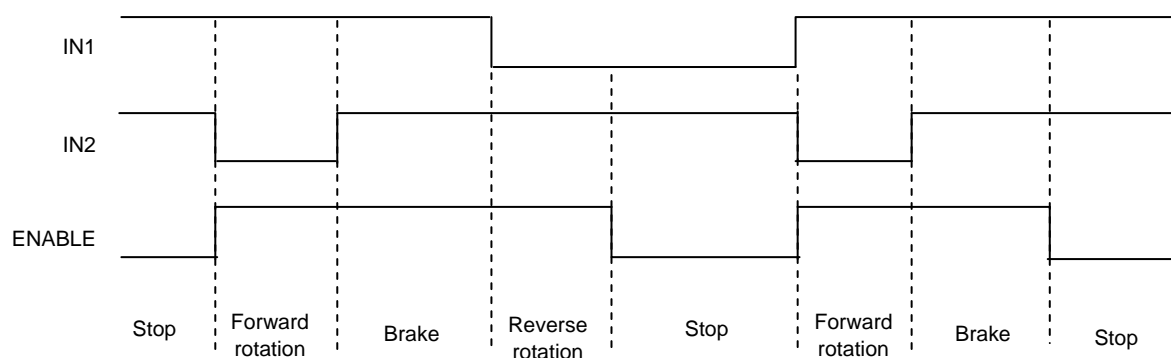 IN1
IN2
ENABLE
Stop
Forward
rotation
Brake
Reverse
rotation
Stop
Forward
rotation
Brake
Stop